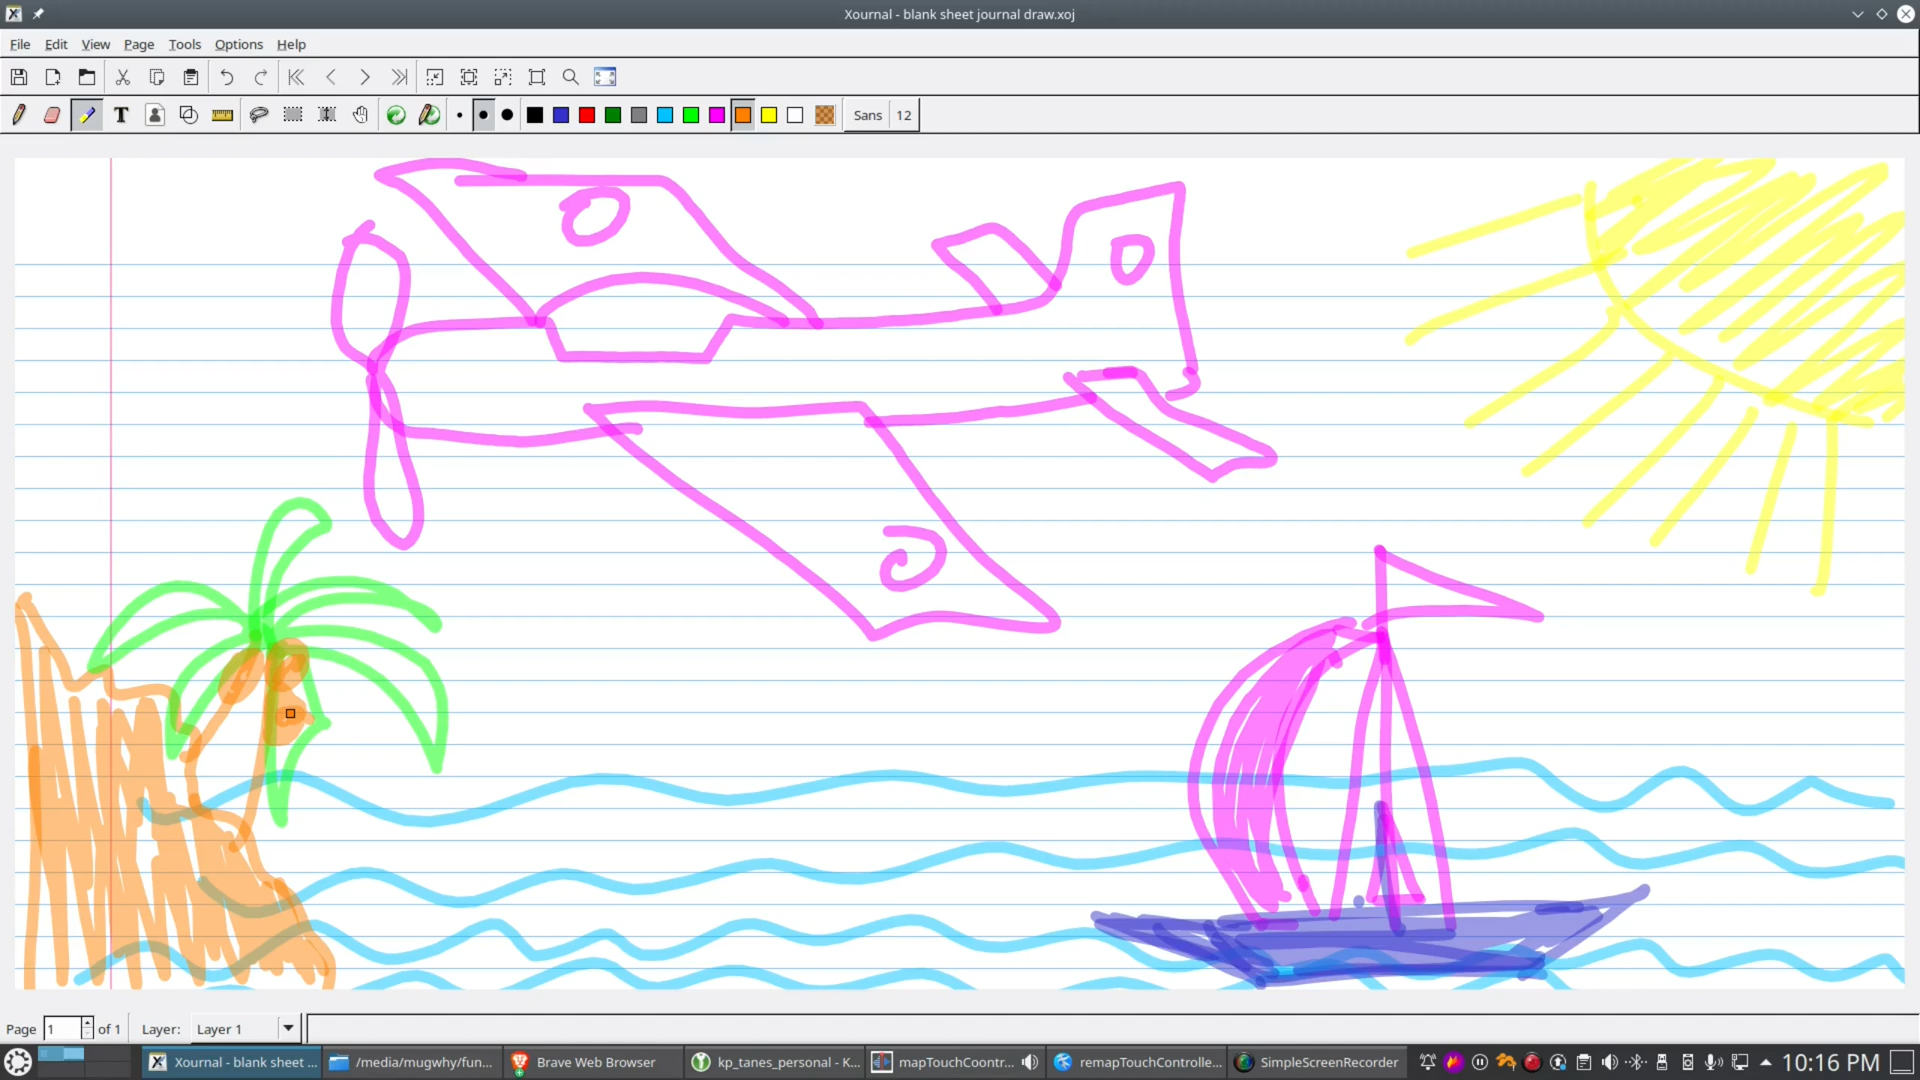 Xournal - blank sheet journal draw.xoj
File Edit View Page Tools Options Help
T Sans 12
Page 1 of 1 Layer: Layer 1
Xournal - blank sheet ... /media/mugwhy/fun... Brave Web Browser kp_tanes_personal - K... mapTouchCoontr... remapTouchControlle... SimpleScreenRecorder 10:16 PM